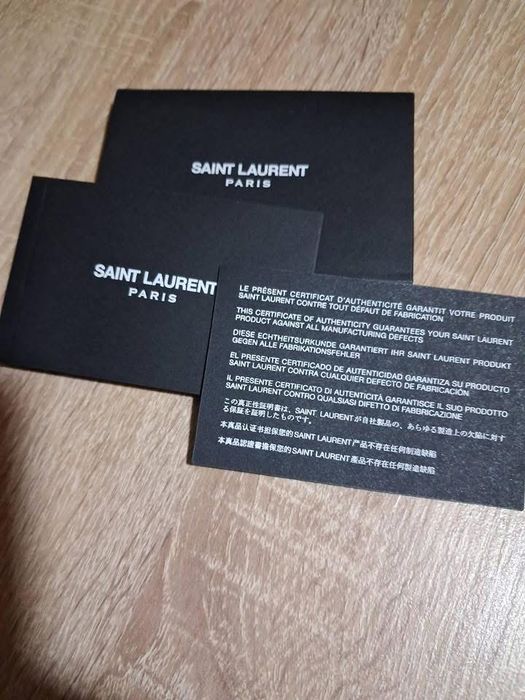 SAINT LAURENT
PARIS
SAINT LAURENT
PARIS
LE PRÉSENT CERTIFICAT D'AUTHENTICITÉ GARANTIT VOTRE PRODUIT
SAINT LAURENT CONTRE TOUT DÉFAUT DE FABRICATION
THIS CERTIFICATE OF AUTHENTICITY GUARANTEES YOUR SAINT LAURENT
PRODUCT AGAINST ALL MANUFACTURING DEFECTS
DIESE ECHTHEITSURKUNDE GARANTIERT IHR SAINT LAURENT PRODUKT
GEGEN ALLE FABRIKATIONSFEHLER
EL PRESENTE CERTIFICADO DE AUTENTICIDAD GARANTIZA SU PRODUCTO
SAINT LAURENT CONTRA CUALQUIER DEFECTO DE FABRICACIÓN
IL PRESENTE CERTIFICATO DI AUTENTICITÀ GARANTISCE IL SUO PRODOTTO
SAINT LAURENT CONTRO QUALSIASI DIFETTO DI FABBRICAZIONE
この真正性証明書は、SAINT LAURENTが自社製品の、あらゆる製造上の欠陥に対す
る保証を証明したものです。
本真品认证书担保您的SAINT LAURENT产品不存在任何制造缺陷
本真品認證書擔保您的SAINT LAURENT產品不存在任何製造缺陷